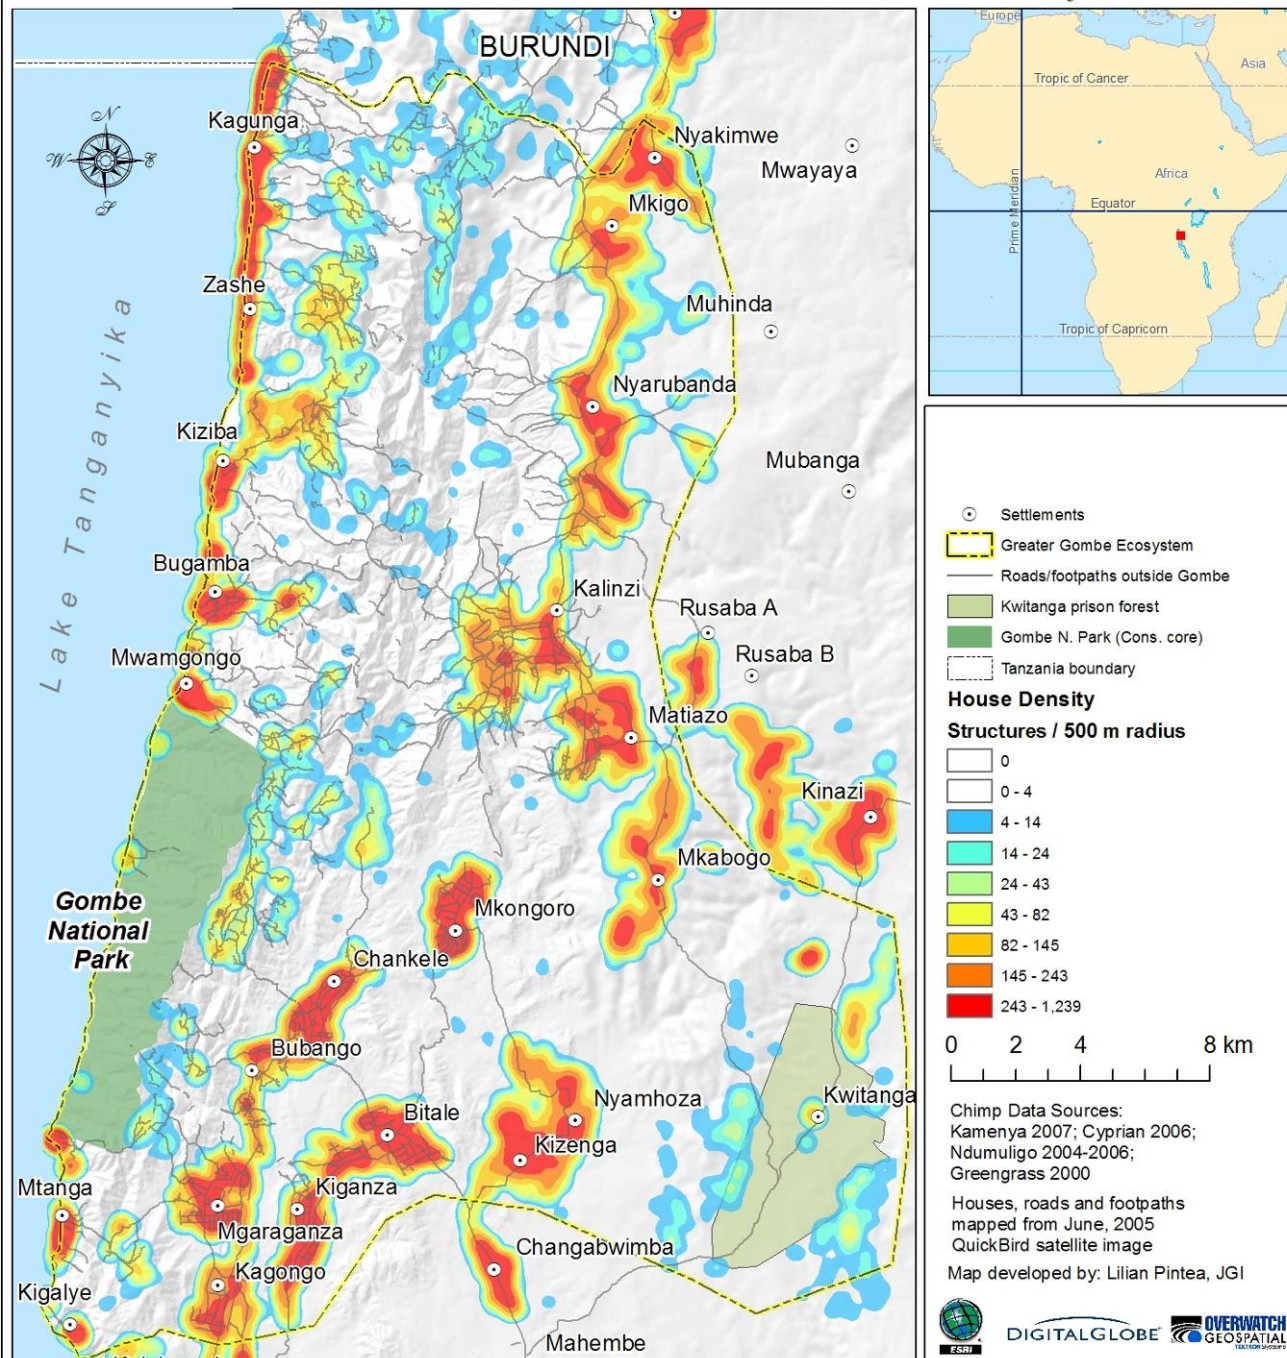 BURUNDI
N
W
E
S
Kagunga
Nyakimwe
Mwayaya
Mkigo
Zashe
Muhinda
Lake Tanganyika
Nyarubanda
Kiziba
Mubanga
Bugamba
Kalinzi
Rusaba A
Mwamgongo
Rusaba B
Matiazo
Kinazi
Mkabogo
Gombe
National
Park
Mkongoro
Chankele
Bubango
Kwitanga
Nyamhoza
Bitale
Kizenga
Mtanga
Kiganza
Mgaraganza
Changabwimba
Kagongo
Kigalye
Mahembe
Europe
Asia
Tropic of Cancer
Africa
Prime Meridian
Equator
Tropic of Capricorn
Settlements
Greater Gombe Ecosystem
Roads/footpaths outside Gombe
Kwitanga prison forest
Gombe N. Park (Cons. core)
Tanzania boundary
House Density
Structures / 500 m radius
0
0 - 4
4 - 14
14 - 24
24 - 43
43 - 82
82 - 145
145 - 243
243 - 1,239
0 2 4 8 km
Chimp Data Sources:
Kamenya 2007; Cyprian 2006;
Ndumuligo 2004-2006;
Greengrass 2000
Houses, roads and footpaths
mapped from June, 2005
QuickBird satellite image
Map developed by: Lilian Pintea, JGI
ESRI
DIGITALGLOBE
OVERWATCH
GEOSPATIAL